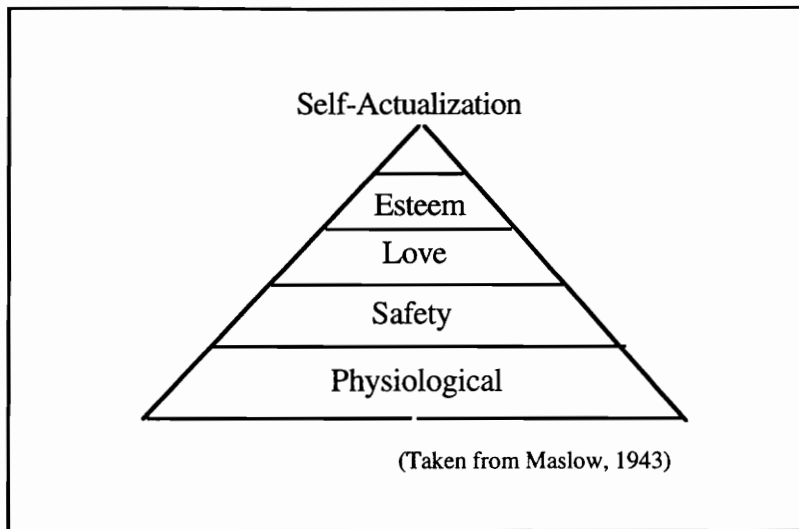 Self-Actualization
Esteem
Love
Safety
Physiological
(Taken from Maslow, 1943)